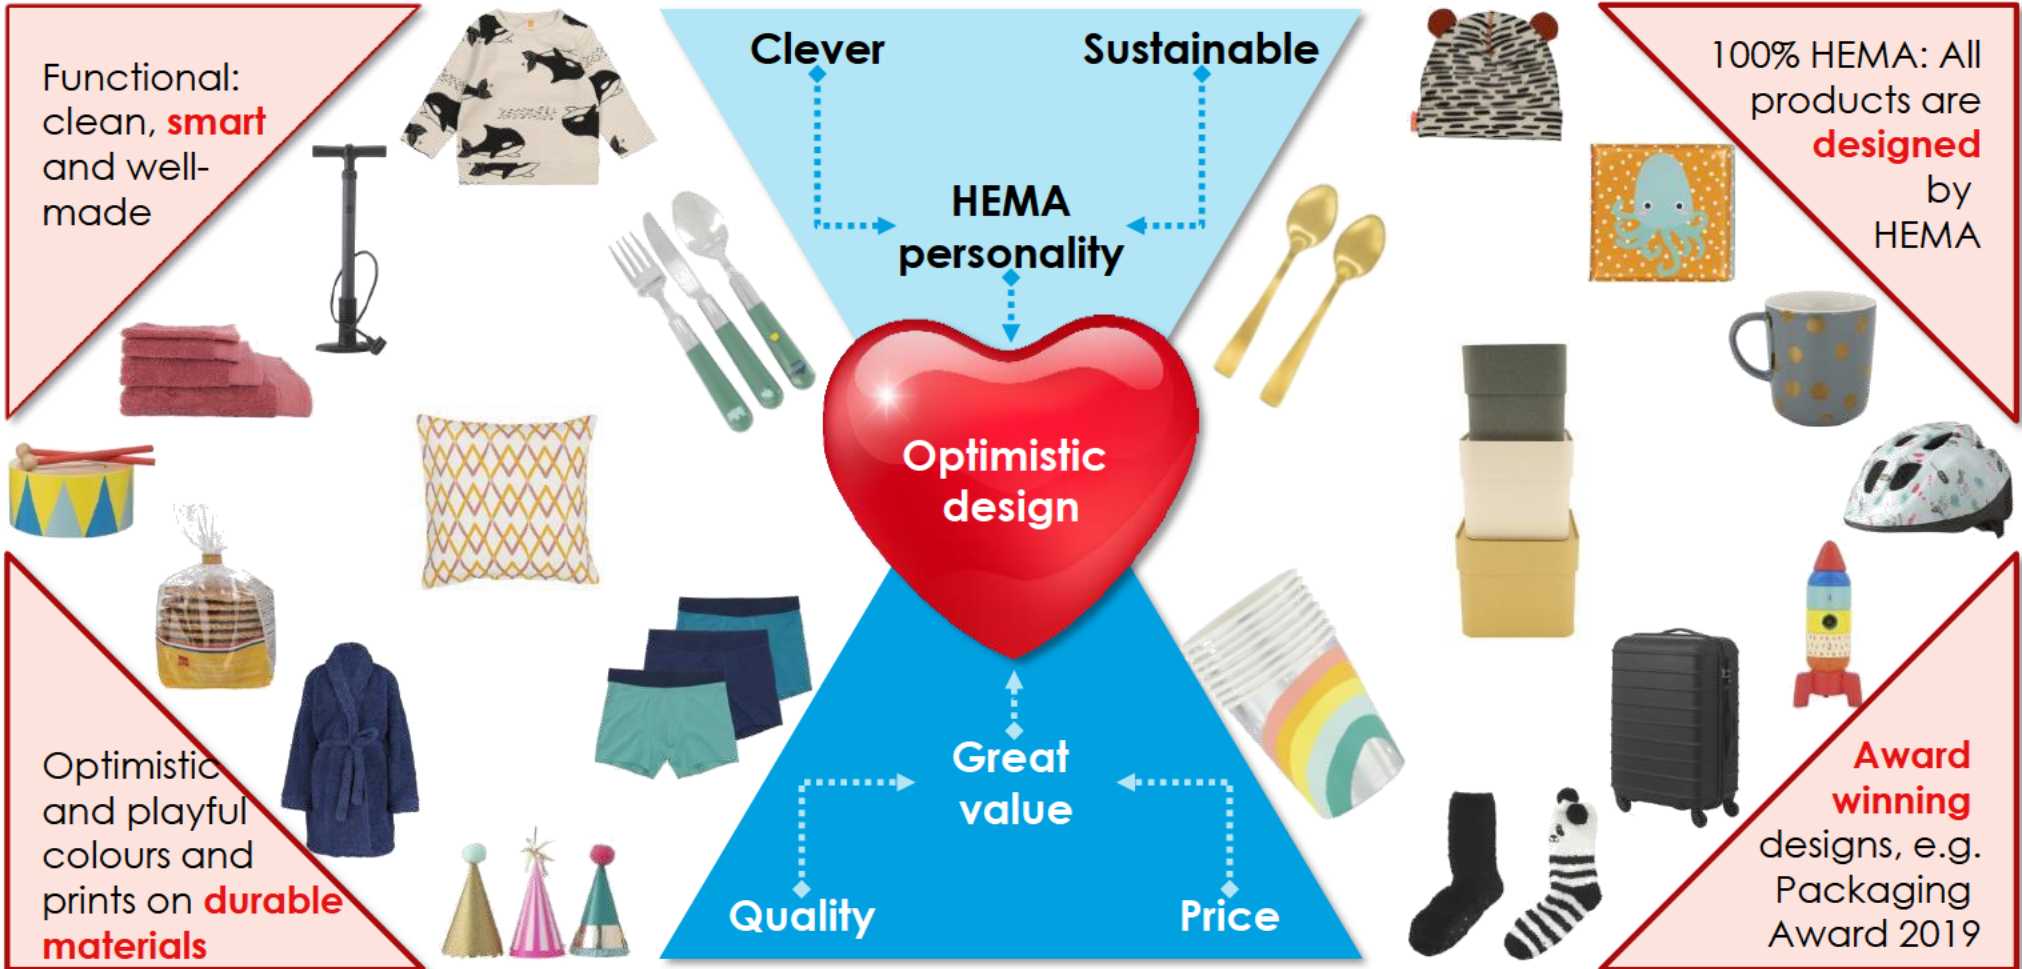 Functional:
clean, smart
and well-
made
Clever
Sustainable
HEMA
personality
100% HEMA: All
products are
designed
by
HEMA
Optimistic
design
Optimistic
and playful
colours and
prints on durable
materials
Great
value
Quality
Price
Award
winning
designs, e.g.
Packaging
Award 2019